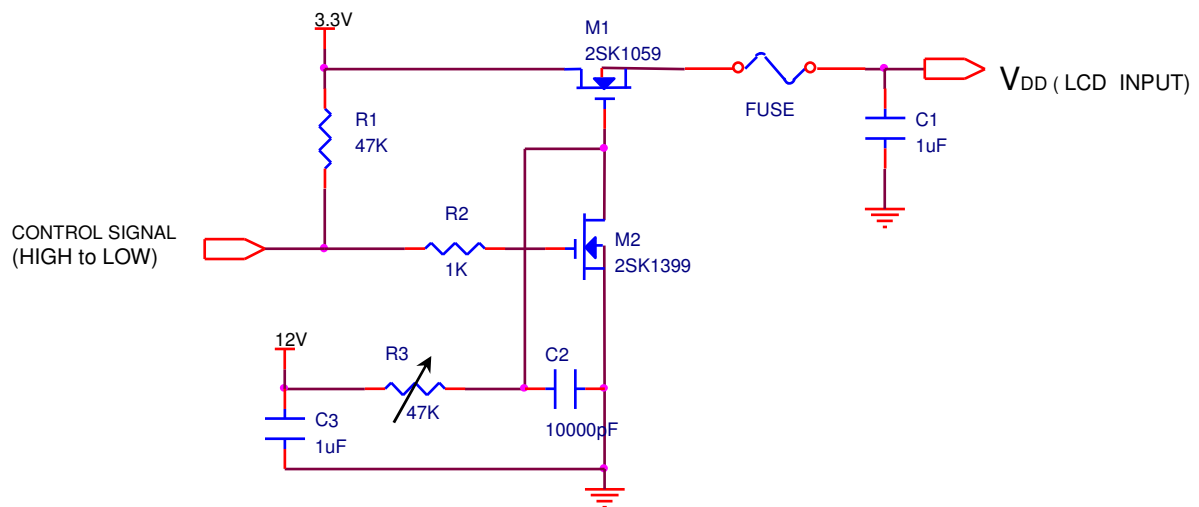 3.3V
M1
2SK1059
FUSE
VDD ( LCD INPUT)
R1
47K
C1
1uF
CONTROL SIGNAL
(HIGH to LOW)
R2
1K
M2
2SK1399
12V
R3
47K
C2
10000pF
C3
1uF